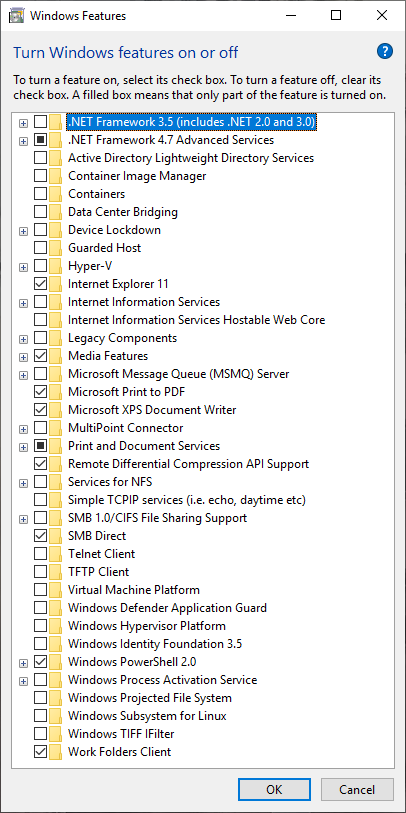 Windows Features
Turn Windows features on or off
?
To turn a feature on, select its check box. To turn a feature off, clear its
check box. A filled box means that only part of the feature is turned on.
.NET Framework 3.5 (includes .NET 2.0 and 3.0)
.NET Framework 4.7 Advanced Services
Active Directory Lightweight Directory Services
Container Image Manager
Containers
Data Center Bridging
Device Lockdown
Guarded Host
Hyper-V
Internet Explorer 11
Internet Information Services
Internet Information Services Hostable Web Core
Legacy Components
Media Features
Microsoft Message Queue (MSMQ) Server
Microsoft Print to PDF
Microsoft XPS Document Writer
MultiPoint Connector
Print and Document Services
Remote Differential Compression API Support
Services for NFS
Simple TCPIP services (i.e. echo, daytime etc)
SMB 1.0/CIFS File Sharing Support
SMB Direct
Telnet Client
TFTP Client
Virtual Machine Platform
Windows Defender Application Guard
Windows Hypervisor Platform
Windows Identity Foundation 3.5
Windows PowerShell 2.0
Windows Process Activation Service
Windows Projected File System
Windows Subsystem for Linux
Windows TIFF IFilter
Work Folders Client
OK Cancel